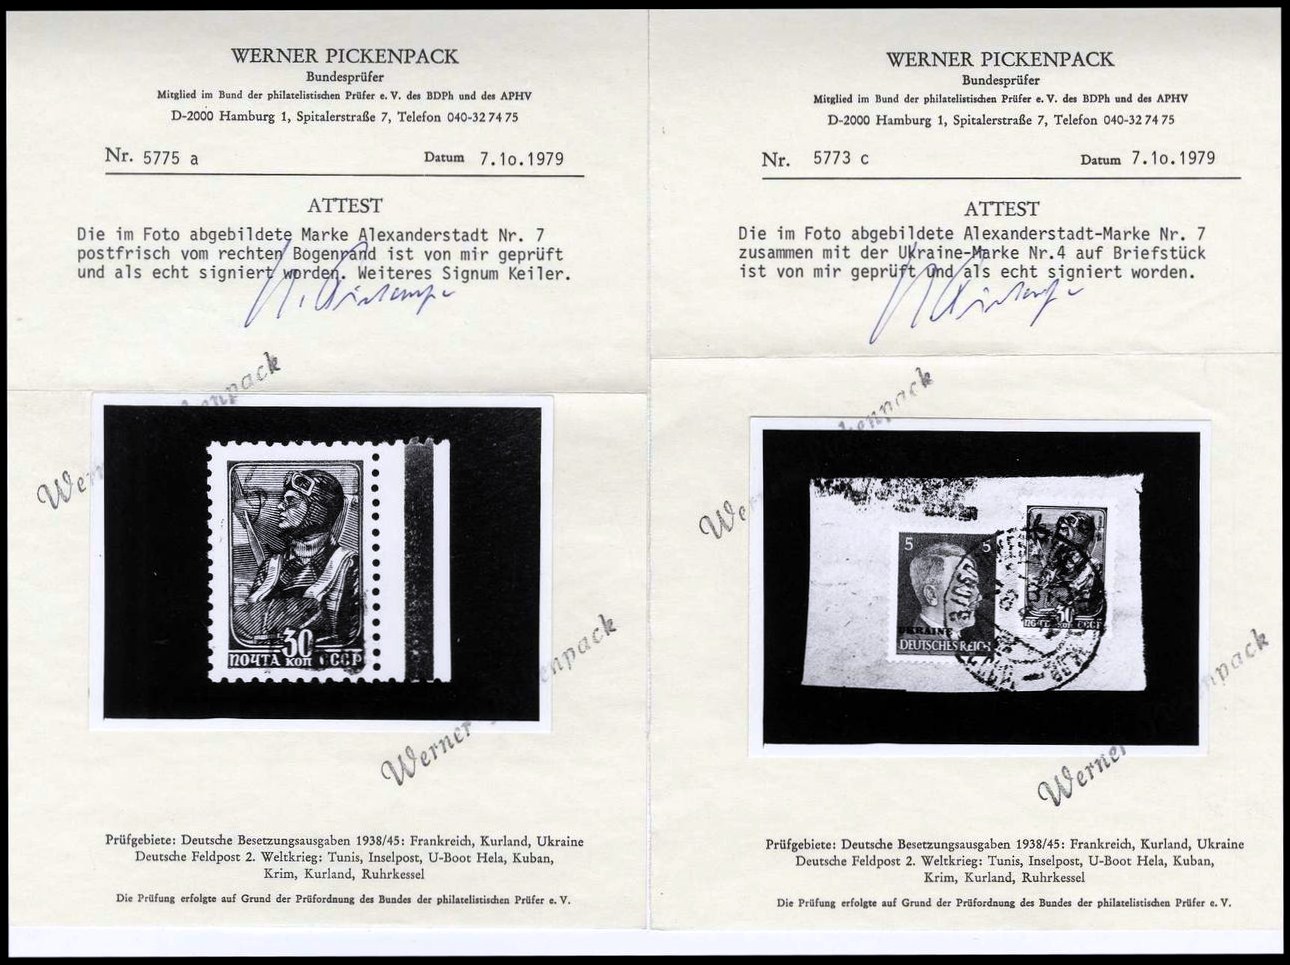 WERNER PICKENPACK
Bundesprüfer
Mitglied im Bund der philatelistischen Prüfer e. V. des BDPh und des APHV
D-2000 Hamburg 1, Spitalerstraße 7, Telefon 040-32 74 75
Nr. 5775 a Datum 7.1o.1979
ATTEST
Die im Foto abgebildete Marke Alexanderstadt Nr. 7
postfrisch vom rechten Bogenrand ist von mir geprüft
und als echt signiert worden. Weiteres Signum Keiler.
30
ПОЧТА КОП СССР
Werner
Prüfgebiete: Deutsche Besetzungsausgaben 1938/45: Frankreich, Kurland, Ukraine
Deutsche Feldpost 2. Weltkrieg: Tunis, Inselpost, U-Boot Hela, Kuban,
Krim, Kurland, Ruhrkessel
Die Prüfung erfolgte auf Grund der Prüfordnung des Bundes der philatelistischen Prüfer e. V.
WERNER PICKENPACK
Bundesprüfer
Mitglied im Bund der philatelistischen Prüfer e. V. des BDPh und des APHV
D-2000 Hamburg 1, Spitalerstraße 7, Telefon 040-32 74 75
Nr. 5773 c Datum 7.1o.1979
ATTEST
Die im Foto abgebildete Alexanderstadt-Marke Nr. 7
zusammen mit der Ukraine-Marke Nr.4 auf Briefstück
ist von mir geprüft und als echt signiert worden.
5 5
UKRAINE
DEUTSCHES REICH
30
ПОЧТА КОП СССР
Werner
Prüfgebiete: Deutsche Besetzungsausgaben 1938/45: Frankreich, Kurland, Ukraine
Deutsche Feldpost 2. Weltkrieg: Tunis, Inselpost, U-Boot Hela, Kuban,
Krim, Kurland, Ruhrkessel
Die Prüfung erfolgte auf Grund der Prüfordnung des Bundes der philatelistischen Prüfer e. V.